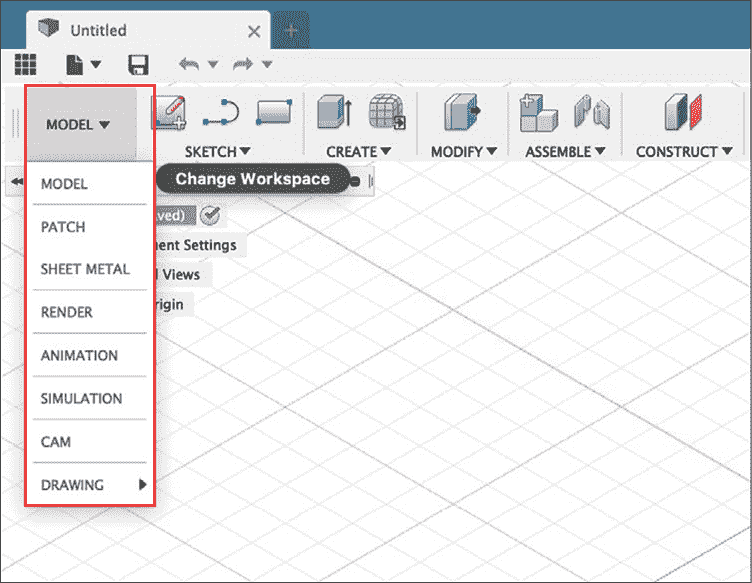 Untitled
MODEL
SKETCH
CREATE
MODIFY
ASSEMBLE
CONSTRUCT
Change Workspace
MODEL
PATCH
SHEET METAL
RENDER
ANIMATION
SIMULATION
CAM
DRAWING
ved)
ent Settings
Views
rigin